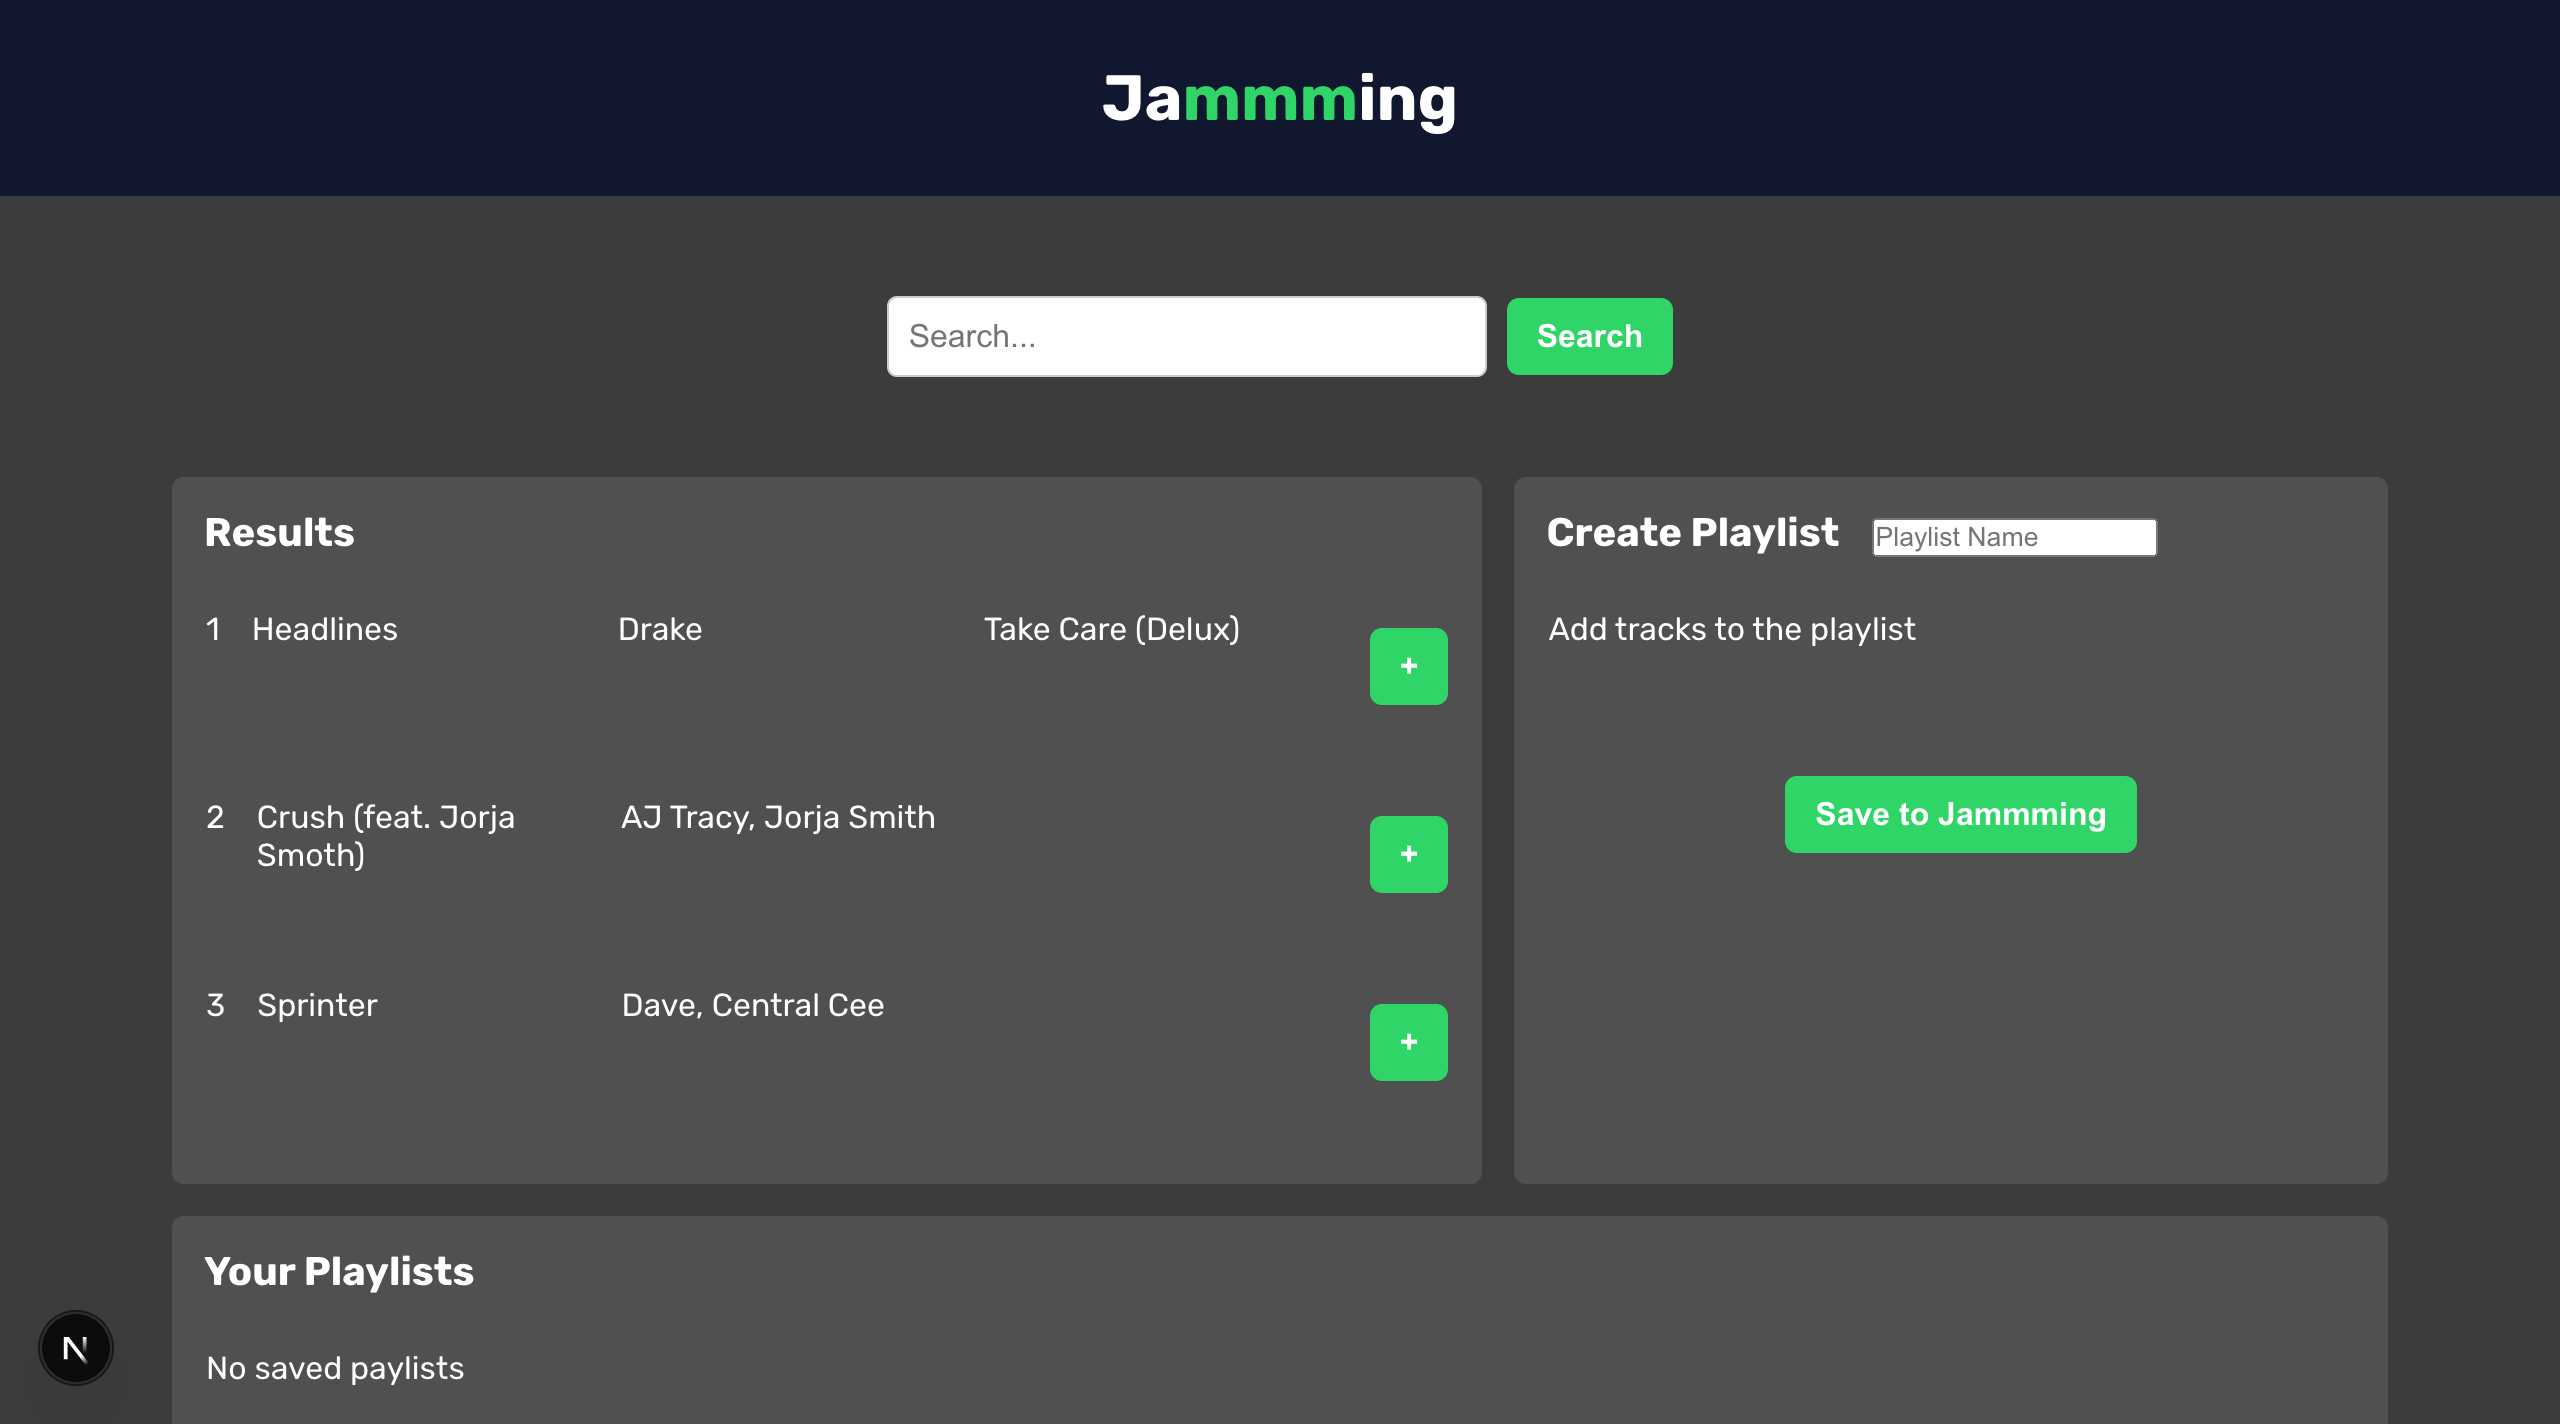 Jammming
Search...
Search
Results
1 Headlines Drake Take Care (Delux) +
2 Crush (feat. Jorja Smoth) AJ Tracy, Jorja Smith +
3 Sprinter Dave, Central Cee +
Create Playlist Playlist Name
Add tracks to the playlist
Save to Jammming
Your Playlists
No saved paylists
N